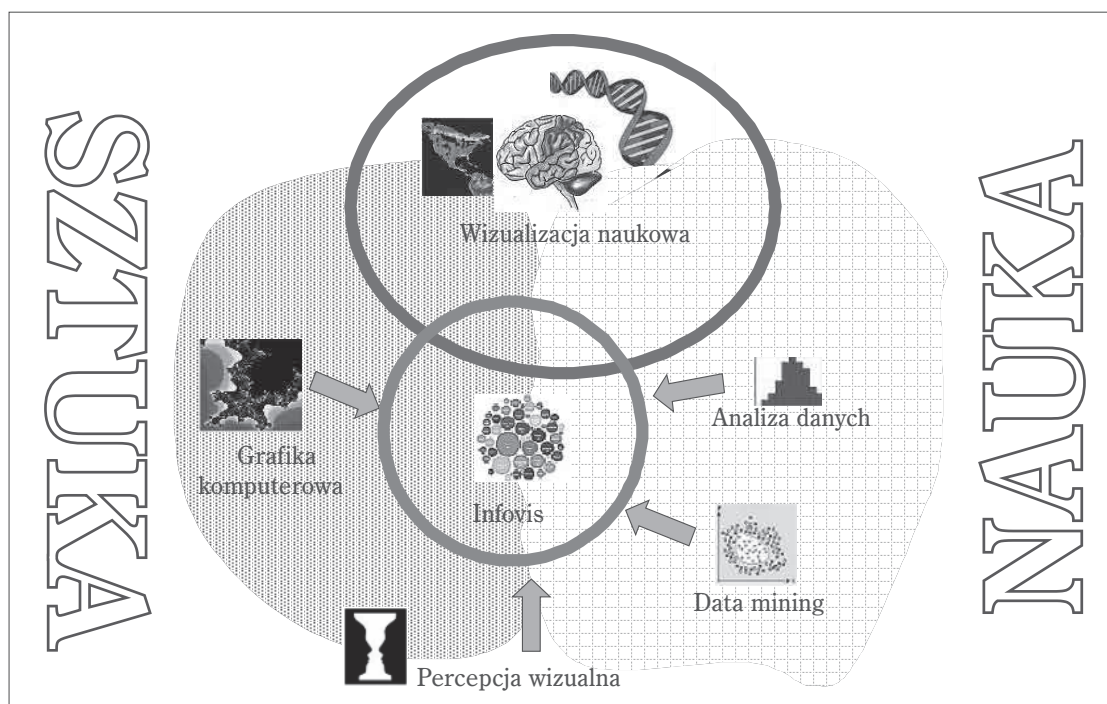 SZTUKA
NAUKA
Wizualizacja naukowa
Analiza danych
Grafika
komputerowa
Infovis
Data mining
Percepcja wizualna